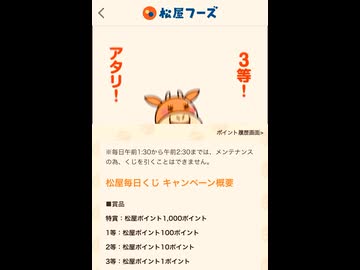 松屋フーズ
アタリ！
3等！
ポイント履歴画面>
※毎日午前1:30から午前2:30までは、メンテナンス
の為、くじを引くことはできません。
松屋毎日くじ キャンペーン概要
■賞品
特賞：松屋ポイント1,000ポイント
1等：松屋ポイント100ポイント
2等：松屋ポイント10ポイント
3等：松屋ポイント1ポイント